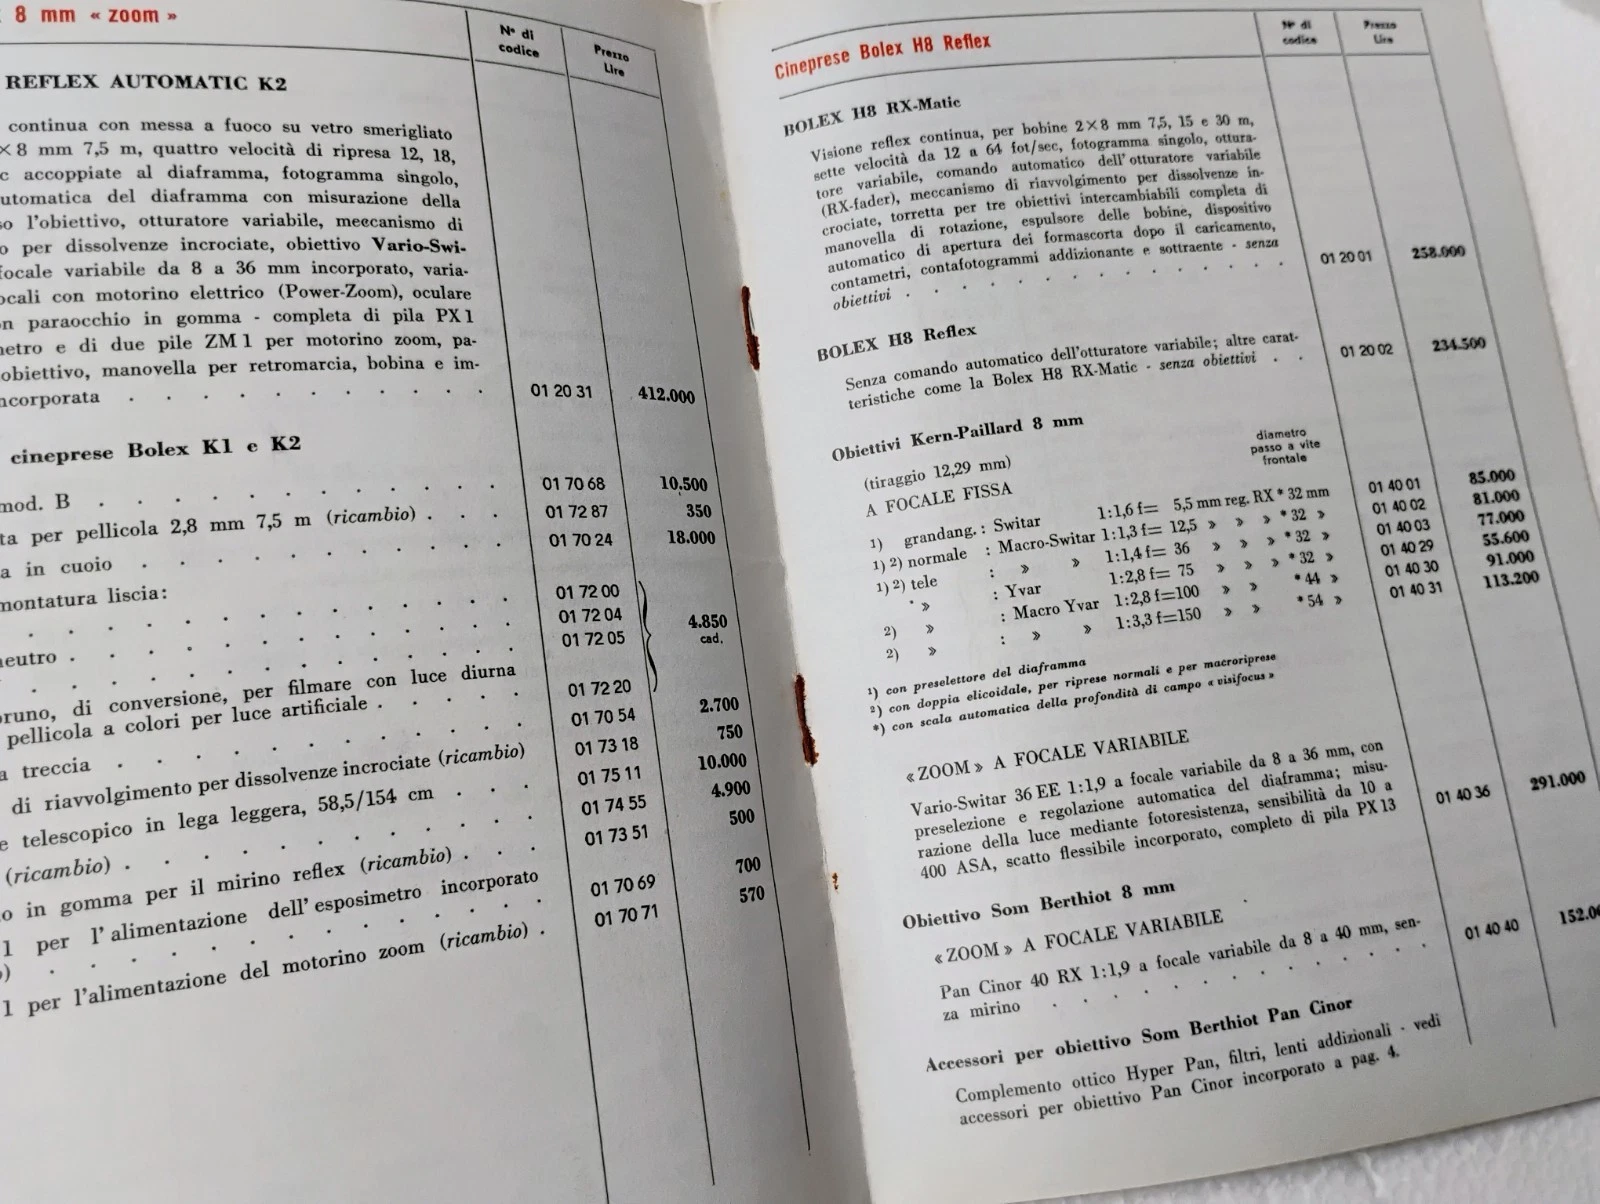 8 mm « zoom »
N° di
codice
Prezzo
Lire
REFLEX AUTOMATIC K2
continua con messa a fuoco su vetro smerigliato
×8 mm 7,5 m, quattro velocità di ripresa 12, 18,
c accoppiate al diaframma, fotogramma singolo,
utomatica del diaframma con misurazione della
so l'obiettivo, otturatore variabile, meccanismo di
o per dissolvenze incrociate, obiettivo Vario-Swi-
focale variabile da 8 a 36 mm incorporato, varia-
ocali con motorino elettrico (Power-Zoom), oculare
n paraocchio in gomma - completa di pila PX 1
metro e di due pile ZM 1 per motorino zoom, pa-
obiettivo, manovella per retromarcia, bobina e im-
ncorporata . . . . . . . . . . 01 20 31 412.000
cineprese Bolex K1 e K2
mod. B . . . . . . . . . . . 01 70 68 10.500
ta per pellicola 2,8 mm 7,5 m (ricambio) . . . 01 72 87 350
a in cuoio . . . . . . . . . . 01 70 24 18.000
montatura liscia:
. . . . . . . . . . . . 01 72 00
neutro . . . . . . . . . . . 01 72 04 4.850
. . . . . . . . . . . . 01 72 05 cad.
bruno, di conversione, per filmare con luce diurna
pellicola a colori per luce artificiale . . . . 01 72 20
a treccia . . . . . . . . . . 01 70 54 2.700
di riavvolgimento per dissolvenze incrociate (ricambio) 01 73 18 750
e telescopico in lega leggera, 58,5/154 cm . . . 01 75 11 10.000
(ricambio) . . . . . . . . . . 01 74 55 4.900
o in gomma per il mirino reflex (ricambio) . . . 01 73 51 500
1 per l'alimentazione dell'esposimetro incorporato
o) . . . . . . . . . . . 01 70 69 700
1 per l'alimentazione del motorino zoom (ricambio) . 01 70 71 570
Cineprese Bolex H8 Reflex
N° di
codice
Prezzo
Lire
BOLEX H8 RX-Matic
Visione reflex continua, per bobine 2×8 mm 7,5, 15 e 30 m,
sette velocità da 12 a 64 fot/sec, fotogramma singolo, ottura-
tore variabile, comando automatico dell'otturatore variabile
(RX-fader), meccanismo di riavvolgimento per dissolvenze in-
crociate, torretta per tre obiettivi intercambiabili completa di
manovella di rotazione, espulsore delle bobine, dispositivo
automatico di apertura dei formascorta dopo il caricamento,
contametri, contafotogrammi addizionante e sottraente - senza
obiettivi . . . . . . . . . . . 01 20 01 258.000
BOLEX H8 Reflex
Senza comando automatico dell'otturatore variabile; altre carat-
teristiche come la Bolex H8 RX-Matic - senza obiettivi . . 01 20 02 234.500
Obiettivi Kern-Paillard 8 mm
(tiraggio 12,29 mm)
A FOCALE FISSA
diametro
passo a vite
frontale
1) grandang. : Switar 1:1,6 f= 5,5 mm reg. RX * 32 mm 01 40 01 85.000
1) 2) normale : Macro-Switar 1:1,3 f= 12,5 » » » * 32 » 01 40 02 81.000
1) 2) tele : » » 1:1,4 f= 36 » » » * 32 » 01 40 03 77.000
» : Yvar 1:2,8 f= 75 » » » * 32 » 01 40 29 55.600
2) » : Macro Yvar 1:2,8 f=100 » » * 44 » 01 40 30 91.000
2) » : » » 1:3,3 f=150 » » * 54 » 01 40 31 113.200
1) con preselettore del diaframma
2) con doppia elicoidale, per riprese normali e per macroriprese
*) con scala automatica della profondità di campo « visifocus »
« ZOOM » A FOCALE VARIABILE
Vario-Switar 36 EE 1:1,9 a focale variabile da 8 a 36 mm, con
preselezione e regolazione automatica del diaframma; misu-
razione della luce mediante fotoresistenza, sensibilità da 10 a
400 ASA, scatto flessibile incorporato, completo di pila PX 13 01 40 36 291.000
Obiettivo Som Berthiot 8 mm
« ZOOM » A FOCALE VARIABILE
Pan Cinor 40 RX 1:1,9 a focale variabile da 8 a 40 mm, sen-
za mirino . . . . . . . . . . 01 40 40 152.0
Accessori per obiettivo Som Berthiot Pan Cinor
Complemento ottico Hyper Pan, filtri, lenti addizionali - vedi
accessori per obiettivo Pan Cinor incorporato a pag. 4.